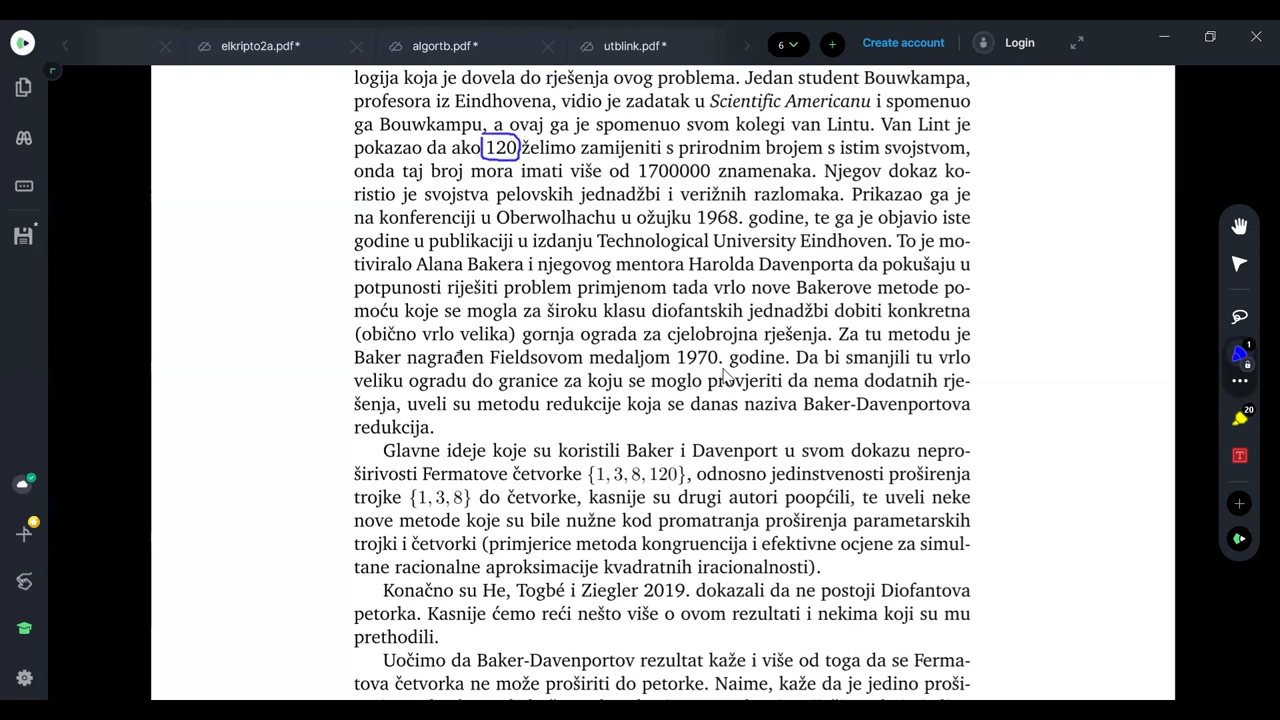 elkripto2a.pdf*
algortb.pdf*
utblink.pdf*
6
Create account
Login
logija koja je dovela do rješenja ovog problema. Jedan student Bouwkampa,
profesora iz Eindhovena, vidio je zadatak u Scientific Americanu i spomenuo
ga Bouwkampu, a ovaj ga je spomenuo svom kolegi van Lintu. Van Lint je
pokazao da ako 120 želimo zamijeniti s prirodnim brojem s istim svojstvom,
onda taj broj mora imati više od 1700000 znamenaka. Njegov dokaz ko-
ristio je svojstva pelovskih jednadžbi i verižnih razlomaka. Prikazao ga je
na konferenciji u Oberwolhachu u ožujku 1968. godine, te ga je objavio iste
godine u publikaciji u izdanju Technological University Eindhoven. To je mo-
tiviralo Alana Bakera i njegovog mentora Harolda Davenporta da pokušaju u
potpunosti riješiti problem primjenom tada vrlo nove Bakerove metode po-
moću koje se mogla za široku klasu diofantskih jednadžbi dobiti konkretna
(obično vrlo velika) gornja ograda za cjelobrojna rješenja. Za tu metodu je
Baker nagrađen Fieldsovom medaljom 1970. godine. Da bi smanjili tu vrlo
veliku ogradu do granice za koju se moglo provjeriti da nema dodatnih rje-
šenja, uveli su metodu redukcije koja se danas naziva Baker-Davenportova
redukcija.
Glavne ideje koje su koristili Baker i Davenport u svom dokazu nepro-
širivosti Fermatove četvorke {1, 3, 8, 120}, odnosno jedinstvenosti proširenja
trojke {1, 3, 8} do četvorke, kasnije su drugi autori poopćili, te uveli neke
nove metode koje su bile nužne kod promatranja proširenja parametarskih
trojki i četvorki (primjerice metoda kongruencija i efektivne ocjene za simul-
tane racionalne aproksimacije kvadratnih iracionalnosti).
Konačno su He, Togbé i Ziegler 2019. dokazali da ne postoji Diofantova
petorka. Kasnije ćemo reći nešto više o ovom rezultati i nekima koji su mu
prethodili.
Uočimo da Baker-Davenportov rezultat kaže i više od toga da se Ferma-
tova četvorka ne može proširiti do petorke. Naime, kaže da je jedino proši-
1
20
T